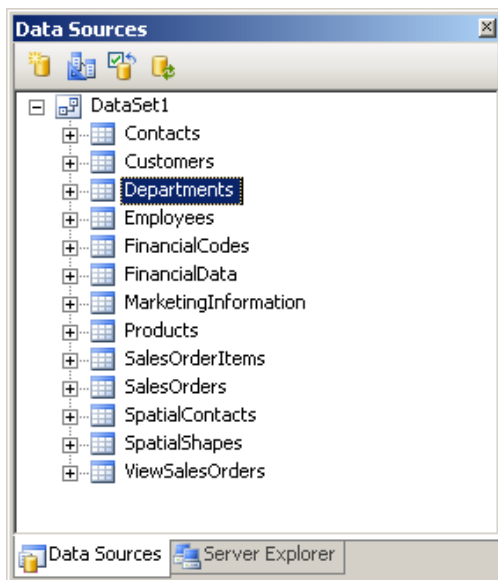 Data Sources
DataSet1
Contacts
Customers
Departments
Employees
FinancialCodes
FinancialData
MarketingInformation
Products
SalesOrderItems
SalesOrders
SpatialContacts
SpatialShapes
ViewSalesOrders
Data Sources Server Explorer